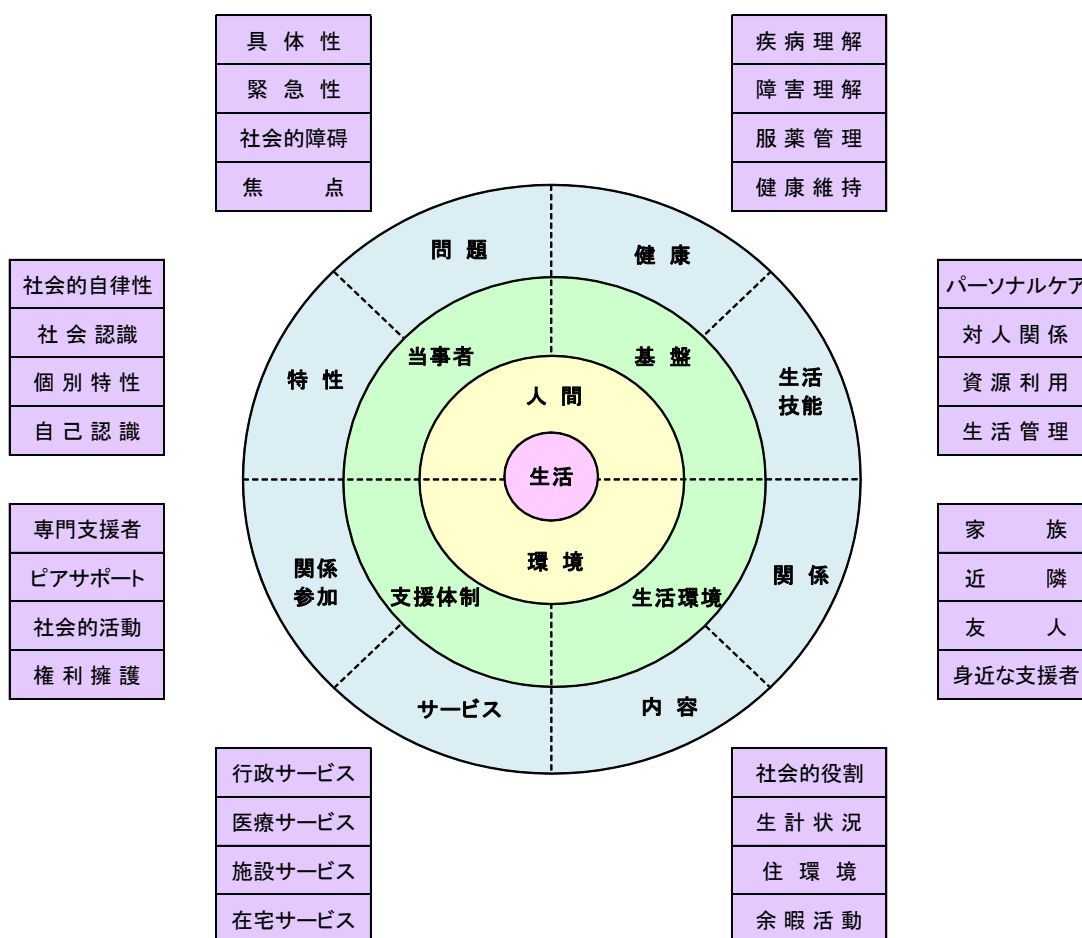 具体性
緊急性
社会的障碍
焦点
疾病理解
障害理解
服薬管理
健康維持
問題
健康
社会的自律性
社会認識
個別特性
自己認識
パーソナルケア
対人関係
資源利用
生活管理
特性
当事者
基盤
生活
技能
人間
生活
環境
専門支援者
ピアサポート
社会的活動
権利擁護
家族
近隣
友人
身近な支援者
関係
参加
支援体制
生活環境
関係
サービス
内容
行政サービス
医療サービス
施設サービス
在宅サービス
社会的役割
生計状況
住環境
余暇活動